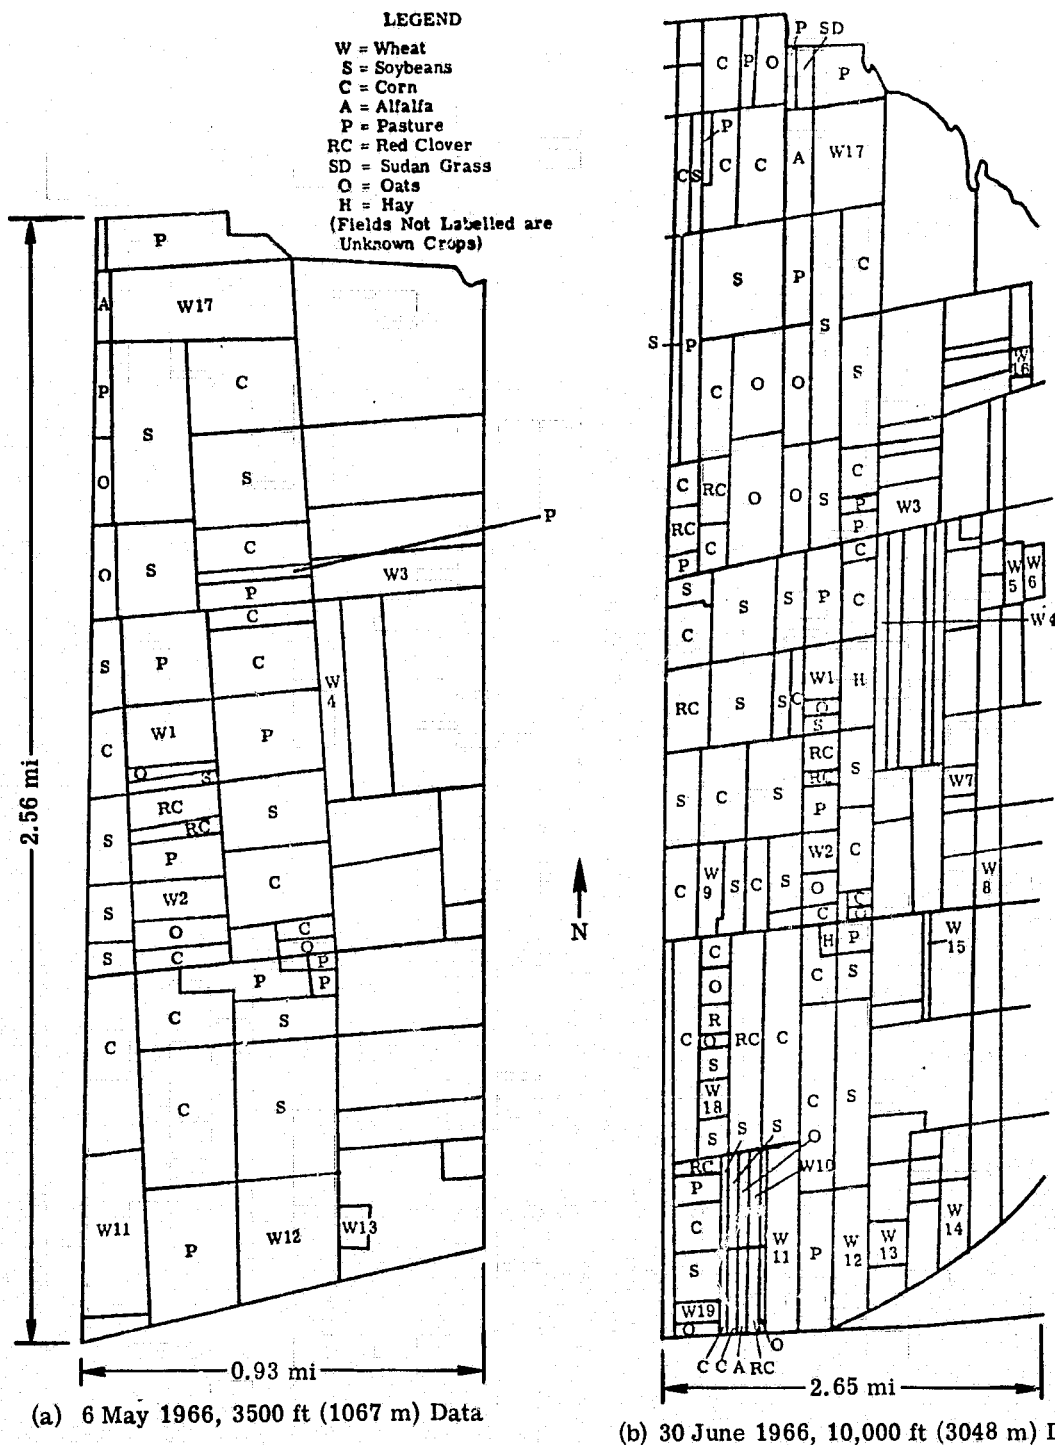 LEGEND
W = Wheat
S = Soybeans
C = Corn
A = Alfalfa
P = Pasture
RC = Red Clover
SD = Sudan Grass
O = Oats
H = Hay
(Fields Not Labelled are
Unknown Crops)
P
A
W17
P
C
S
O
S
P
C
O
S
W3
P
C
S
P
C
W
4
W1
P
C
O
S
RC
S
RC
S
P
C
W2
S
O
C
O
S
C
P
P
P
C
S
C
C
S
W11
W12
W13
P
2.56 mi
0.93 mi
(a) 6 May 1966, 3500 ft (1067 m) Data
N
P SD
C P O
P
P
C S C C A W17
C
S P
S
S P
W
16
C O O S
C
C RC O O S
P
W3
RC
P
C
C
P
S
S S P C
W
5
W
6
C
W4
W1
H
RC S S C
O
S
RC
S
RC
S C S
W7
P
W2
C
C
W
9
S C S
O
W
8
C
C
O
H P
W
15
C
C S
O
R
C O RC C
S
C S
W
18
S
S S O
RC
W10
P
C
W
11
P
W
12
W
13
W
14
S
W19
O
O
C C A RC
2.65 mi
(b) 30 June 1966, 10,000 ft (3048 m) D